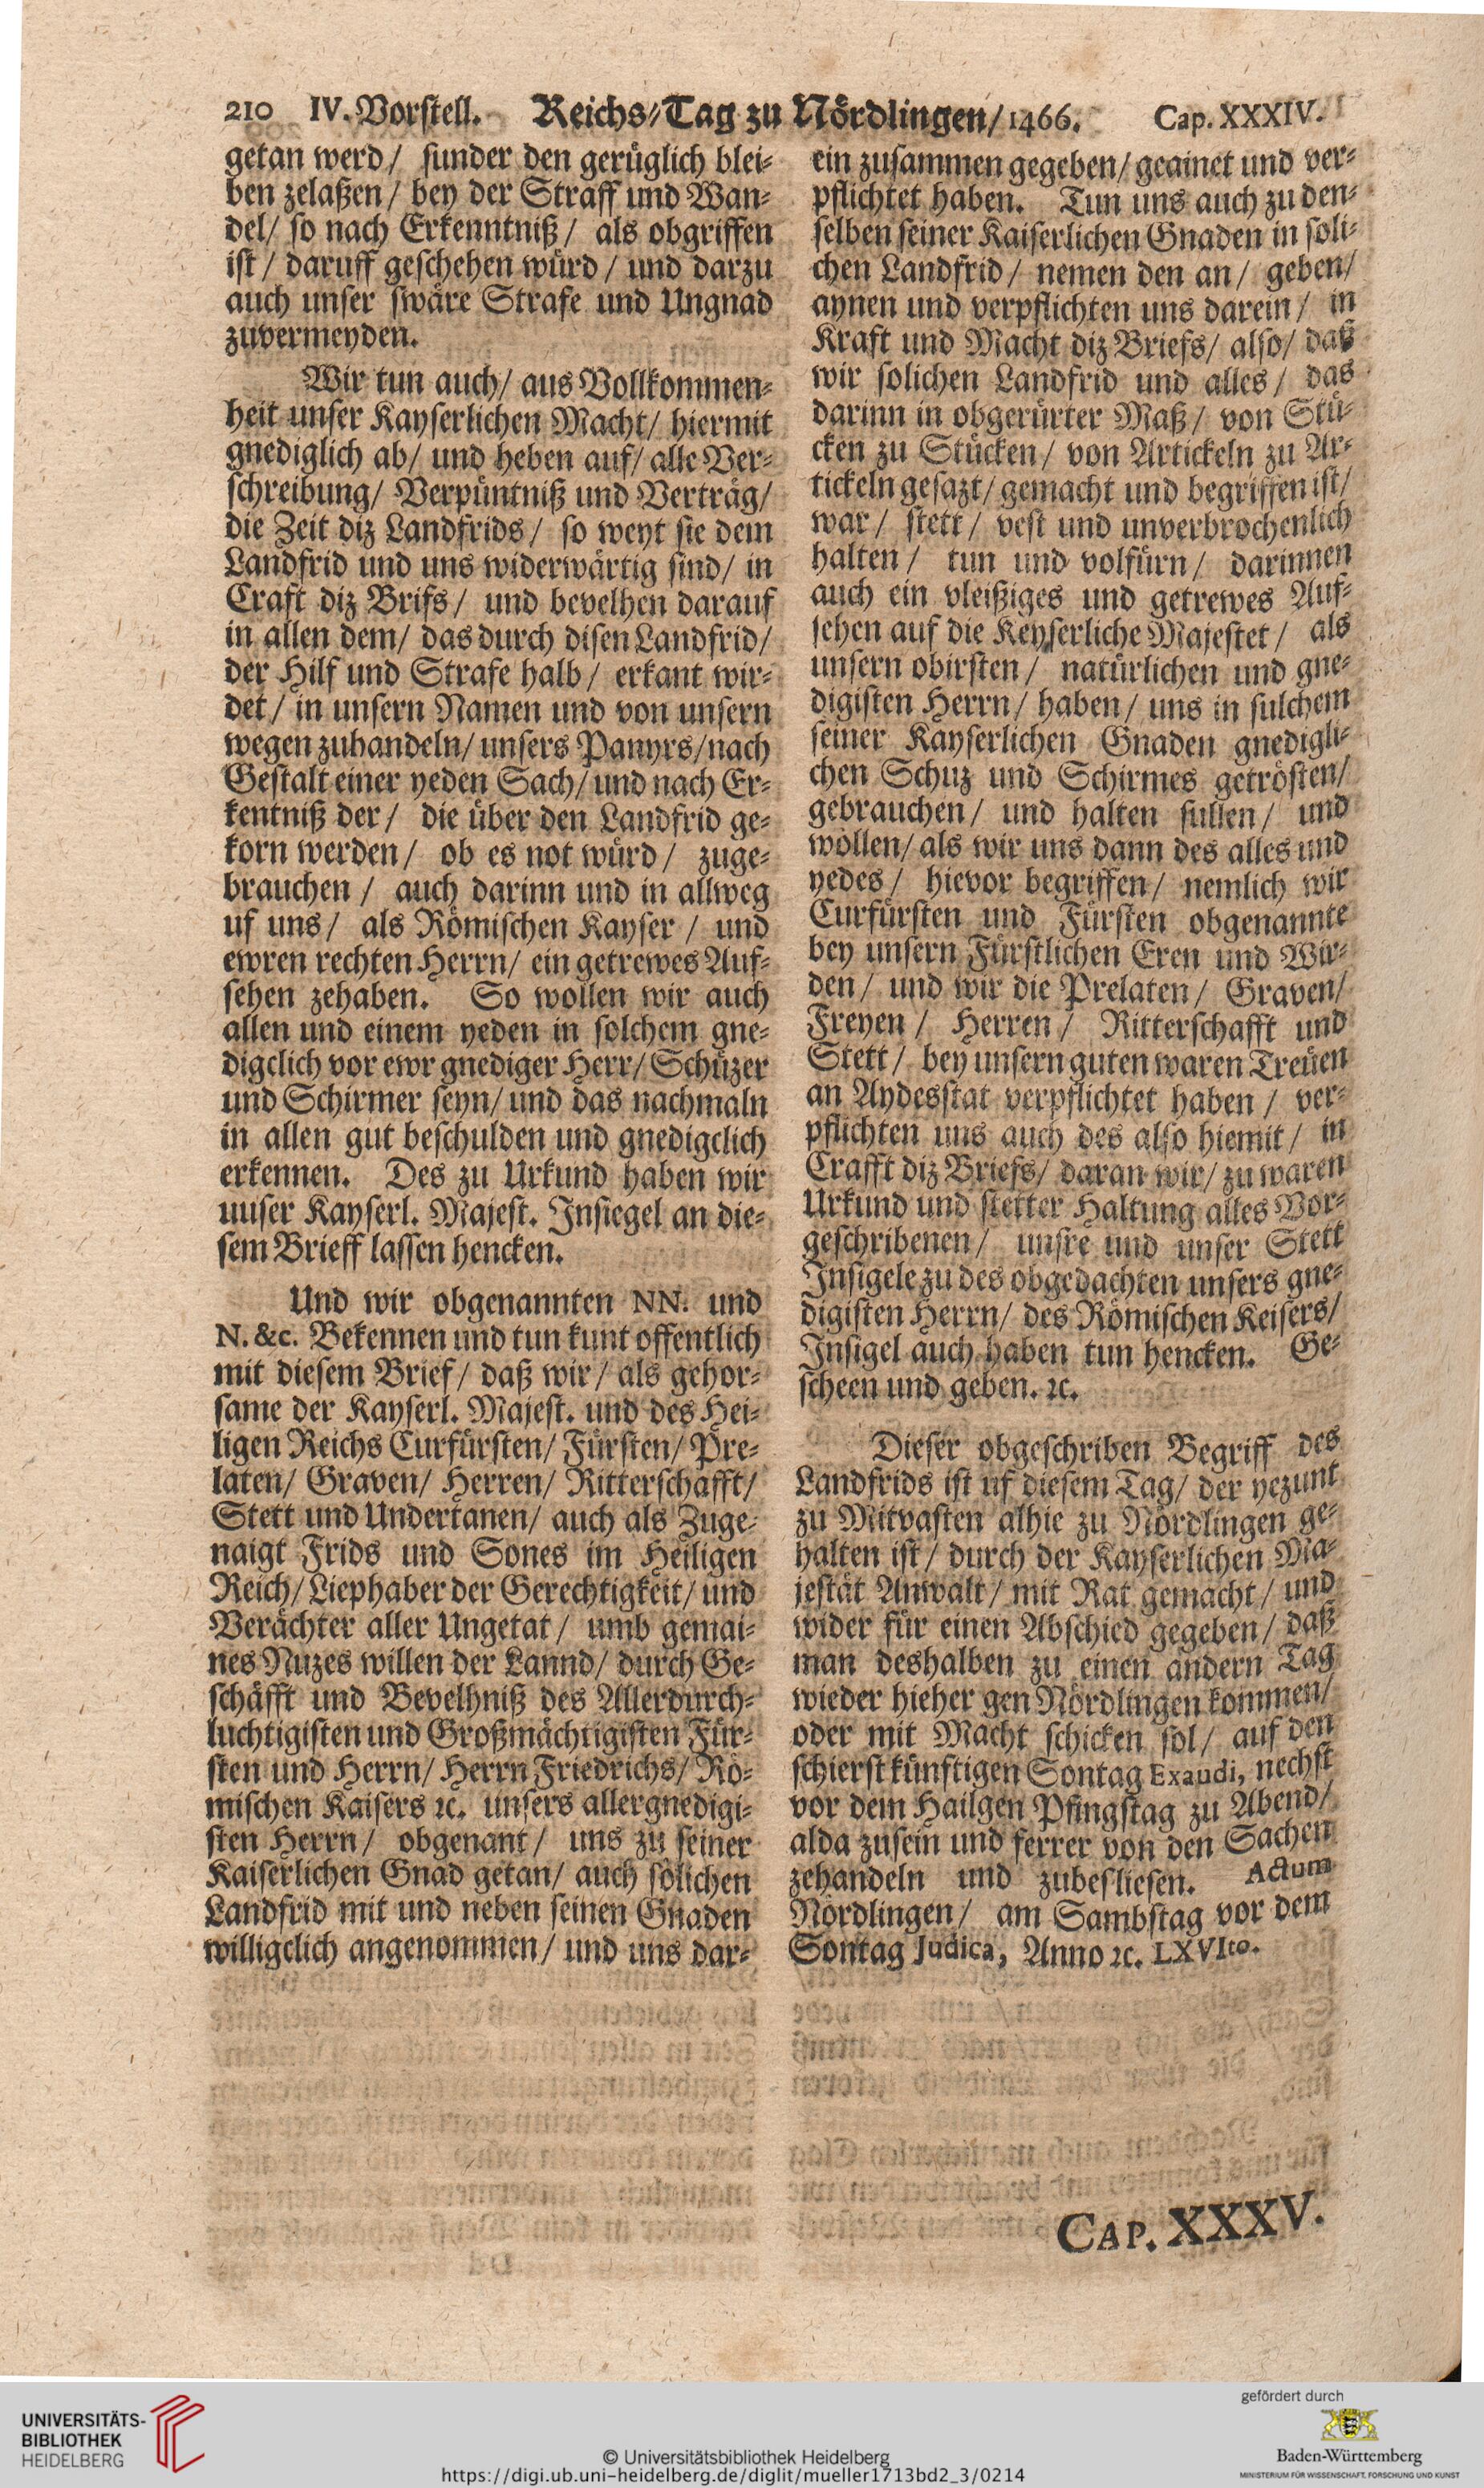 210 IV. Vorstell. Reichs-Tag zu Nördlingen/1466. Cap. XXXIV.
getan werd/ sunder den gerüglich blei-
ben zelaßen/ bey der Straff und Wan-
del/ so nach Erkenntniß/ als obgriffen
ist/ daruff geschehen würd/ und darzu
auch unser swäre Strafe und Ungnad
zuvermeyden.
Wir tun auch/ aus Vollkommen-
heit unser Kayserlichen Macht/ hiermit
gnediglich ab/ und heben auf/ alle Ver-
schreibung/ Verpüntniß und Verträg/
die Zeit diz Landfrids/ so weyt sie dem
Landfrid und uns widerwärtig sind/ in
Craft diz Brifs/ und bevelhen darauf
in allen dem/ das durch disen Landfrid/
der Hilf und Strafe halb/ erkant wir-
det/ in unsern Namen und von unsern
wegen zuhandeln/ unsers Panyrs/nach
Gestalt einer yeden Sach/ und nach Er-
kentniß der/ die über den Landfrid ge-
korn werden/ ob es not würd/ zuge-
brauchen/ auch darinn und in allweg
uf uns/ als Römischen Kayser/ und
ewren rechten Herrn/ ein getrewes Auf-
sehen zehaben. So wollen wir auch
allen und einem yeden in solchem gne-
digclich vor ewr gnediger Herr/ Schüzer
und Schirmer seyn/ und das nachmaln
in allen gut beschulden und gnedigclich
erkennen. Des zu Urkund haben wir
unser Kayserl. Majest. Insiegel an die-
sem Brieff lassen hencken.
Und wir obgenannten NN. und
N. &c. Bekennen und tun kunt offentlich
mit diesem Brief/ daß wir/ als gehor-
same der Kayserl. Majest. und des Hei-
ligen Reichs Curfürsten/ Fürsten/ Pre-
laten/ Graven/ Herren/ Ritterschafft/
Stett und Undertanen/ auch als Zuge-
naigt Frids und Sones im Heiligen
Reich/ Liephaber der Gerechtigkeit/ und
Verächter aller Ungetat/ umb gemai-
nes Nuzes willen der Lannd/ durch Ge-
schäfft und Bevelhniß des Allerdurch-
luchtigisten und Großmächtigisten Für-
sten und Herrn/ Herrn Friedrichs/ Rö-
mischen Kaisers ꝛc. unsers allergnedigi-
sten Herrn/ obgenant/ uns zu seiner
Kaiserlichen Gnad getan/ auch sölichen
Landfrid mit und neben seinen Gnaden
willigclich angenommen/ und uns dar-
ein zusammen gegeben/ geainet und ver-
pflichtet haben. Tun uns auch zu den-
selben seiner Kaiserlichen Gnaden in soli-
chen Landfrid/ nemen den an/ geben/
aynen und verpflichten uns darein/ in
Kraft und Macht diz Briefs/ also/ daß
wir solichen Landfrid und alles/ das
darinn in obgerürter Maß/ von Stü-
cken zu Stücken/ von Artickeln zu Ar-
tickeln gesazt/ gemacht und begriffen ist/
war/ stett/ vest und unverbrochenlich
halten/ tun und volfürn/ darinnen
auch ein vleißiges und getrewes Auf-
sehen auf die Keyserliche Majestet/ als
unsern obirsten/ natürlichen und gne-
digisten Herrn/ haben/ uns in sulchem
seiner Kayserlichen Gnaden gnedigli-
chen Schuz und Schirmes getrösten/
gebrauchen/ und halten sullen/ und
wöllen/ als wir uns dann des alles und
yedes/ hievor begriffen/ nemlich wir
Curfürsten und Fürsten obgenannte
bey unsern Fürstlichen Eren und Wir-
den/ und wir die Prelaten/ Graven/
Freyen/ Herren/ Ritterschafft und
Stett/ bey unsern guten waren Treüen
an Aydesstat verpflichtet haben/ ver-
pflichten uns auch des also hiemit/ in
Crafft diz Briefs/ daran wir/ zu waren
Urkund und stetter Haltung alles Vor-
geschribenen/ unsre und unser Stett
Insigele zu des obgedachten unsers gne-
digisten Herrn/ des Römischen Keisers/
Insigel auch haben tun hencken. Ge-
scheen und geben. ꝛc.
Dieser obgeschriben Begriff des
Landfrids ist uf diesem Tag/ der yezunt
zu Mitvasten alhie zu Nördlingen ge-
halten ist/ durch der Kayserlichen Ma-
jestät Anwalt/ mit Rat gemacht/ und
wider für einen Abschied gegeben/ daß
man deshalben zu einen andern Tag
wieder hieher gen Nördlingen kommen/
oder mit Macht schicken sol/ auf den
schierst künftigen Sontag Exaudi, nechst
vor dem Hailgen Pfingstag zu Abend/
alda zusein und ferrer von den Sachen
zehandeln und zubesliesen. Actum
Nördlingen/ am Sambstag vor dem
Sontag Judica, Anno ꝛc. LXVIto.
CAP. XXXV.
UNIVERSITÄTS-
BIBLIOTHEK
HEIDELBERG
© Universitätsbibliothek Heidelberg
https://digi.ub.uni-heidelberg.de/diglit/mueller1713bd2_3/0214
gefördert durch
Baden-Württemberg
MINISTERIUM FÜR WISSENSCHAFT, FORSCHUNG UND KUNST